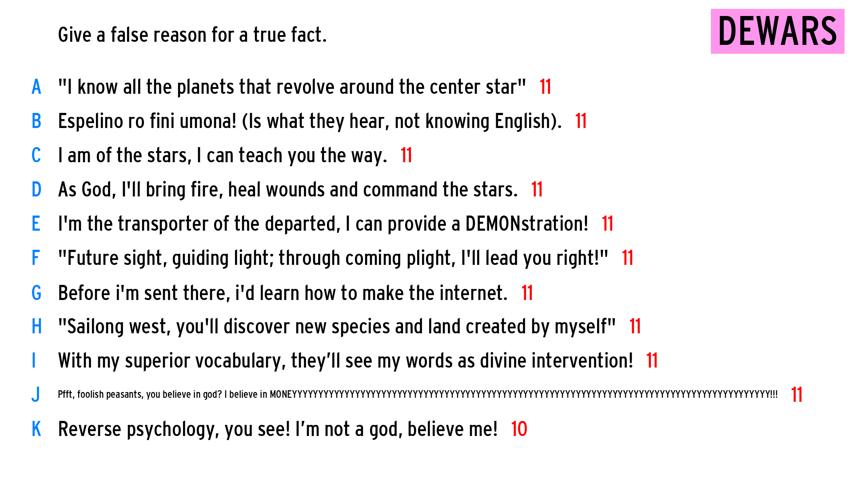 Give a false reason for a true fact.
DEWARS
A "I know all the planets that revolve around the center star" 11
B Espelino ro fini umona! (Is what they hear, not knowing English). 11
C I am of the stars, I can teach you the way. 11
D As God, I'll bring fire, heal wounds and command the stars. 11
E I'm the transporter of the departed, I can provide a DEMONstration! 11
F "Future sight, guiding light; through coming plight, I'll lead you right!" 11
G Before i'm sent there, i'd learn how to make the internet. 11
H "Sailong west, you'll discover new species and land created by myself" 11
I With my superior vocabulary, they’ll see my words as divine intervention! 11
J Pfft, foolish peasants, you believe in god? I believe in MONEYYYYYYYYYYYYYYYYYYYYYYYYYYYYYYYYYYYYYYYYYYYYYYYYYYYYYYYYYYYYYYYYYYYYYYYYYYYYYYYYYYYYYYYYYYYY!!! 11
K Reverse psychology, you see! I’m not a god, believe me! 10